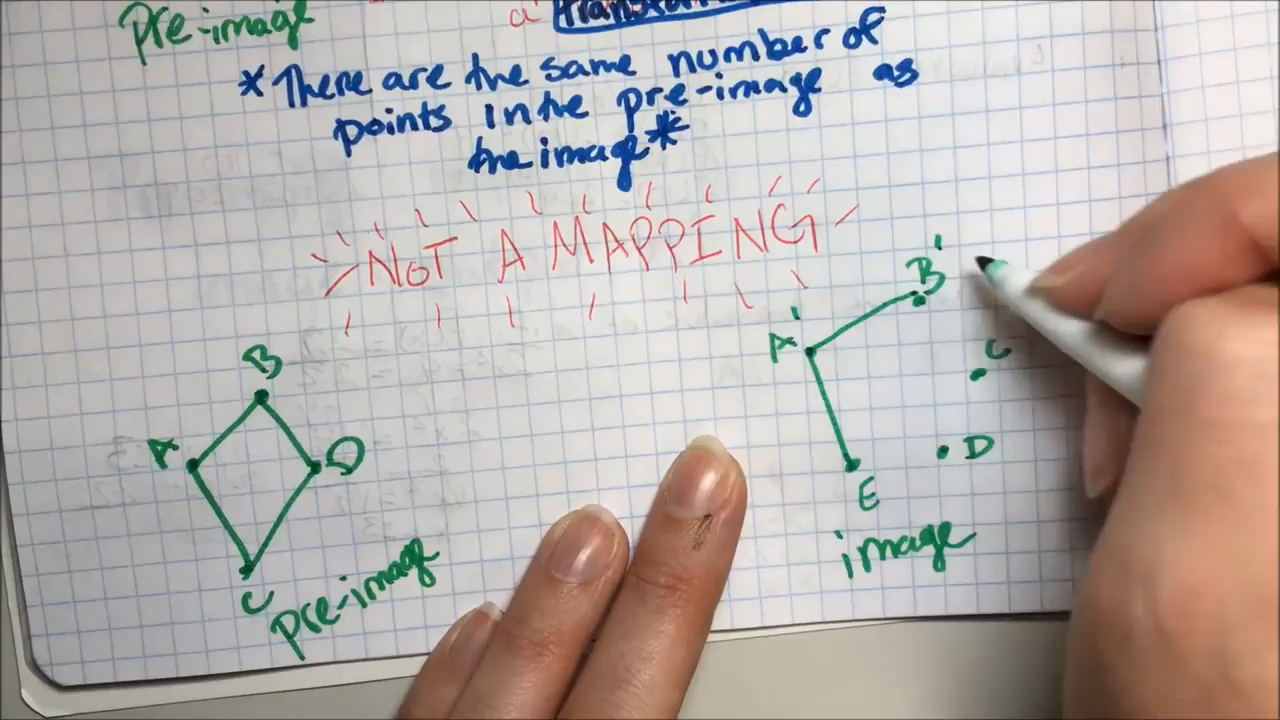 Pre-image
a
*There are the same number of
points in the pre-image as
the image*
NOT A MAPPING
B'
A'
C
B
A
D
D
E
image
C
pre-image